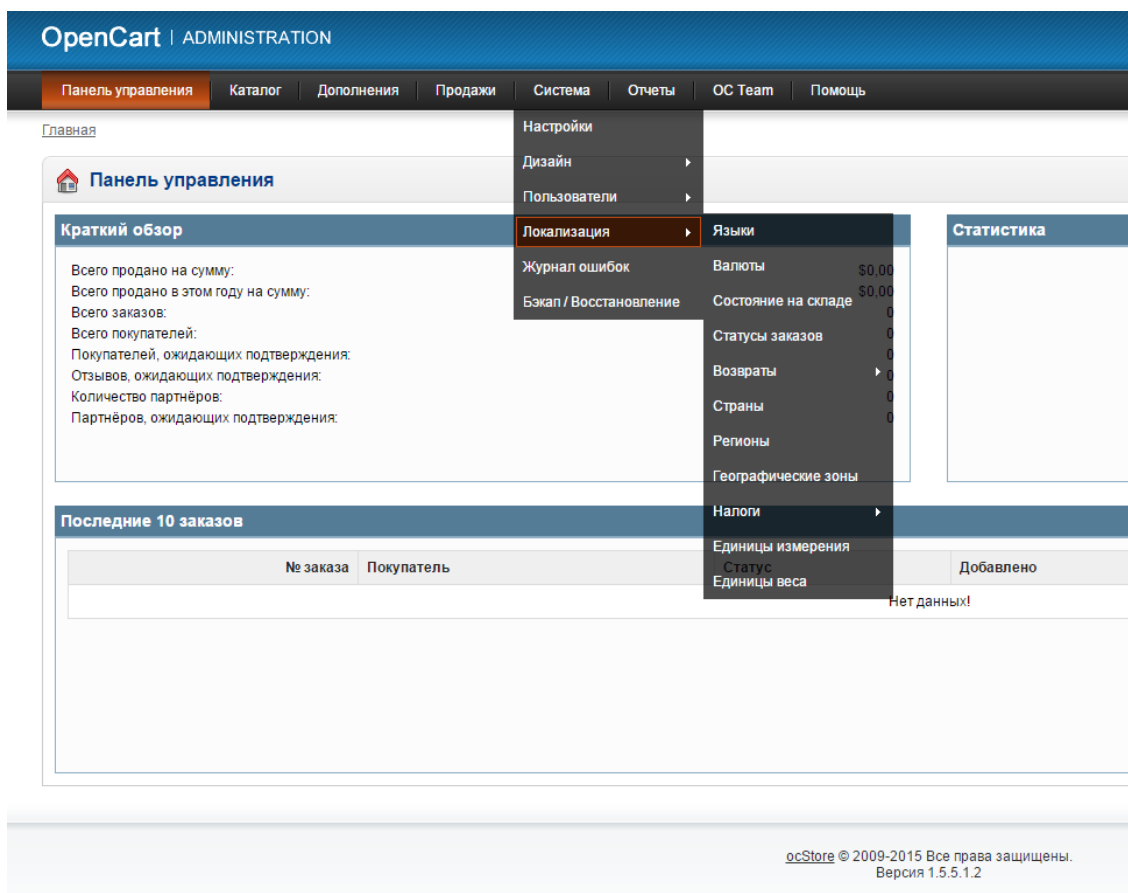 OpenCart | ADMINISTRATION
Панель управления Каталог Дополнения Продажи Система Отчеты OC Team Помощь
Главная
Настройки
Дизайн
Пользователи
Локализация
Журнал ошибок
Бэкап / Восстановление
Языки
Валюты
Состояние на складе
Статусы заказов
Возвраты
Страны
Регионы
Географические зоны
Налоги
Единицы измерения
Единицы веса
Панель управления
Краткий обзор
Всего продано на сумму: $0,00
Всего продано в этом году на сумму: $0,00
Всего заказов: 0
Всего покупателей: 0
Покупателей, ожидающих подтверждения: 0
Отзывов, ожидающих подтверждения: 0
Количество партнёров: 0
Партнёров, ожидающих подтверждения: 0
Статистика
Последние 10 заказов
№ заказа Покупатель Статус Добавлено
Нет данных!
ocStore © 2009-2015 Все права защищены.
Версия 1.5.5.1.2